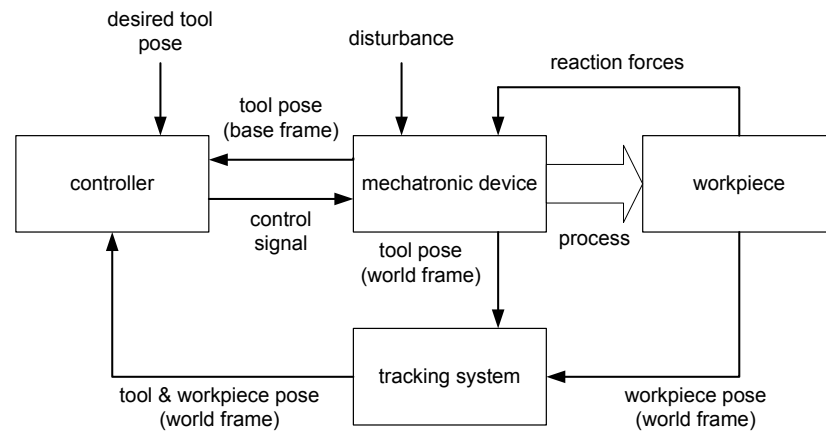 desired tool
pose
disturbance
reaction forces
tool pose
(base frame)
controller
mechatronic device
workpiece
control
signal
process
tool pose
(world frame)
tracking system
tool & workpiece pose
(world frame)
workpiece pose
(world frame)